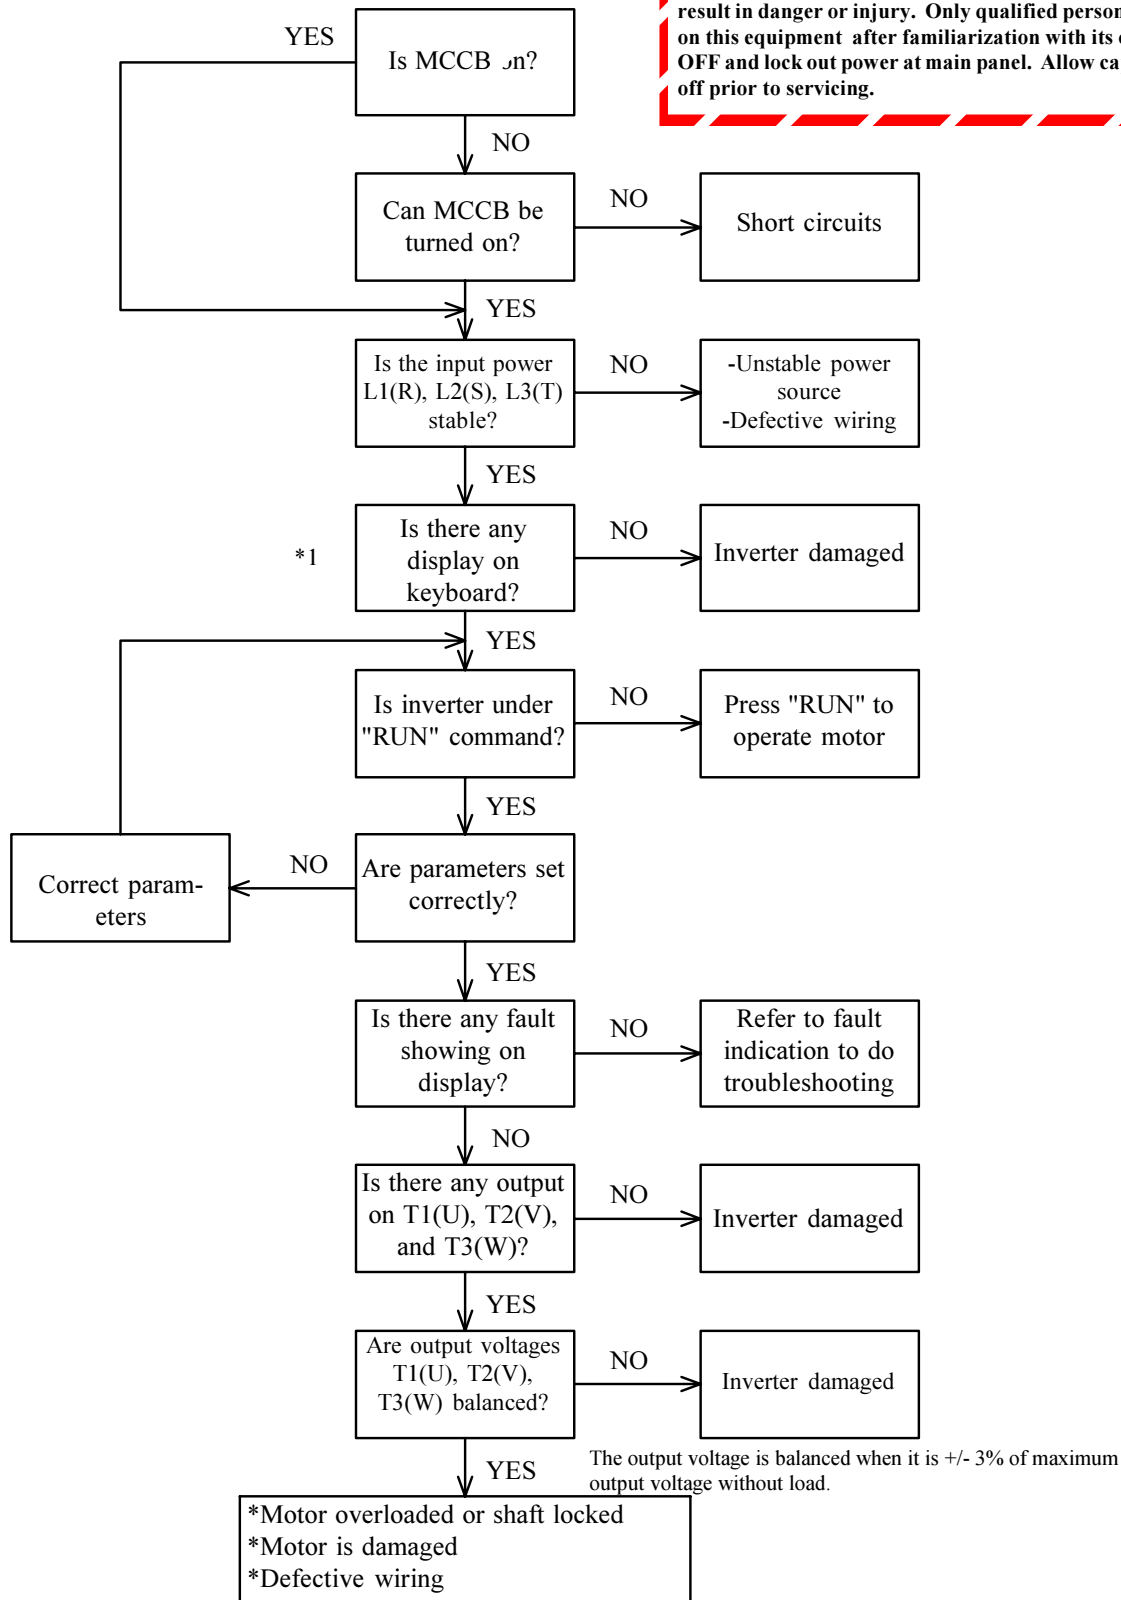 result in danger or injury. Only qualified person
on this equipment after familiarization with its
OFF and lock out power at main panel. Allow ca
off prior to servicing.
YES
Is MCCB on?
NO
Can MCCB be
turned on?
NO
Short circuits
YES
Is the input power
L1(R), L2(S), L3(T)
stable?
NO
-Unstable power
source
-Defective wiring
YES
*1
Is there any
display on
keyboard?
NO
Inverter damaged
YES
Is inverter under
"RUN" command?
NO
Press "RUN" to
operate motor
YES
Are parameters set
correctly?
NO
Correct param-
eters
YES
Is there any fault
showing on
display?
NO
Refer to fault
indication to do
troubleshooting
NO
Is there any output
on T1(U), T2(V),
and T3(W)?
NO
Inverter damaged
YES
Are output voltages
T1(U), T2(V),
T3(W) balanced?
NO
Inverter damaged
YES
The output voltage is balanced when it is +/- 3% of maximum
output voltage without load.
*Motor overloaded or shaft locked
*Motor is damaged
*Defective wiring